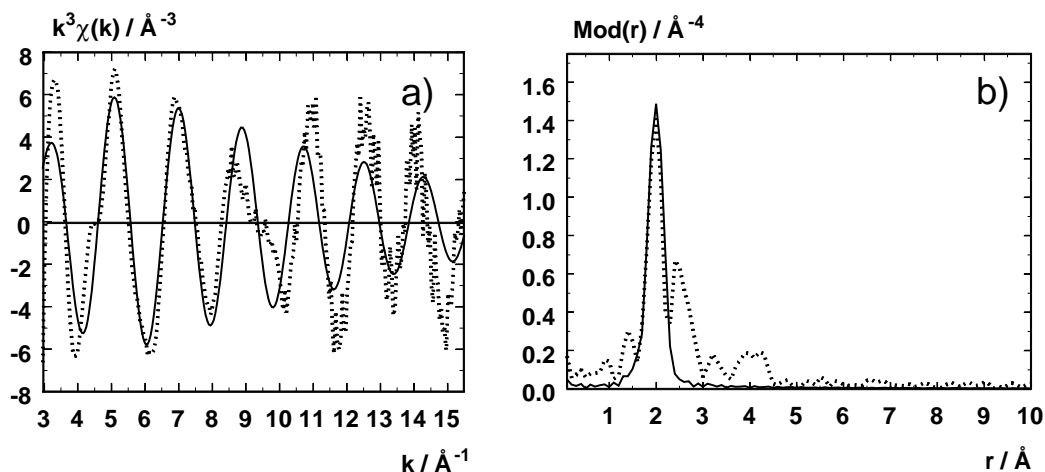 k³χ(k) / Å⁻³
8
6
4
2
0
-2
-4
-6
-8
a)
3 4 5 6 7 8 9 10 11 12 13 14 15
k / Å⁻¹
Mod(r) / Å⁻⁴
1.6
1.4
1.2
1.0
0.8
0.6
0.4
0.2
0.0
b)
1 2 3 4 5 6 7 8 9 10
r / Å